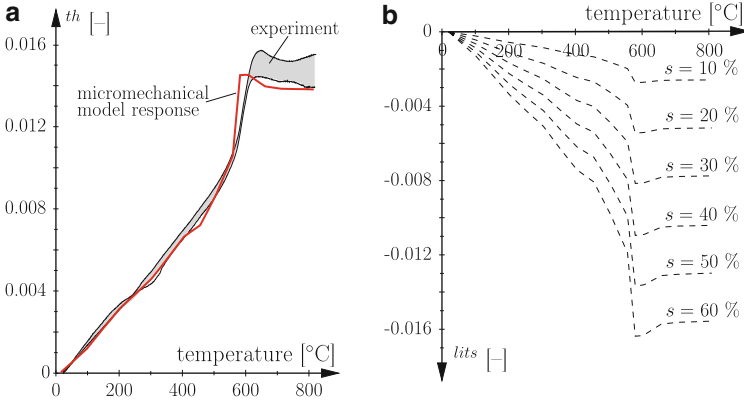 a
th [–]
experiment
0.016
micromechanical
model response
0.012
0.008
0.004
0
temperature [°C]
0 200 400 600 800
b
temperature [°C]
0
0 200 400 600 800
s = 10 %
-0.004
s = 20 %
s = 30 %
-0.008
s = 40 %
-0.012
s = 50 %
s = 60 %
-0.016
lits [–]